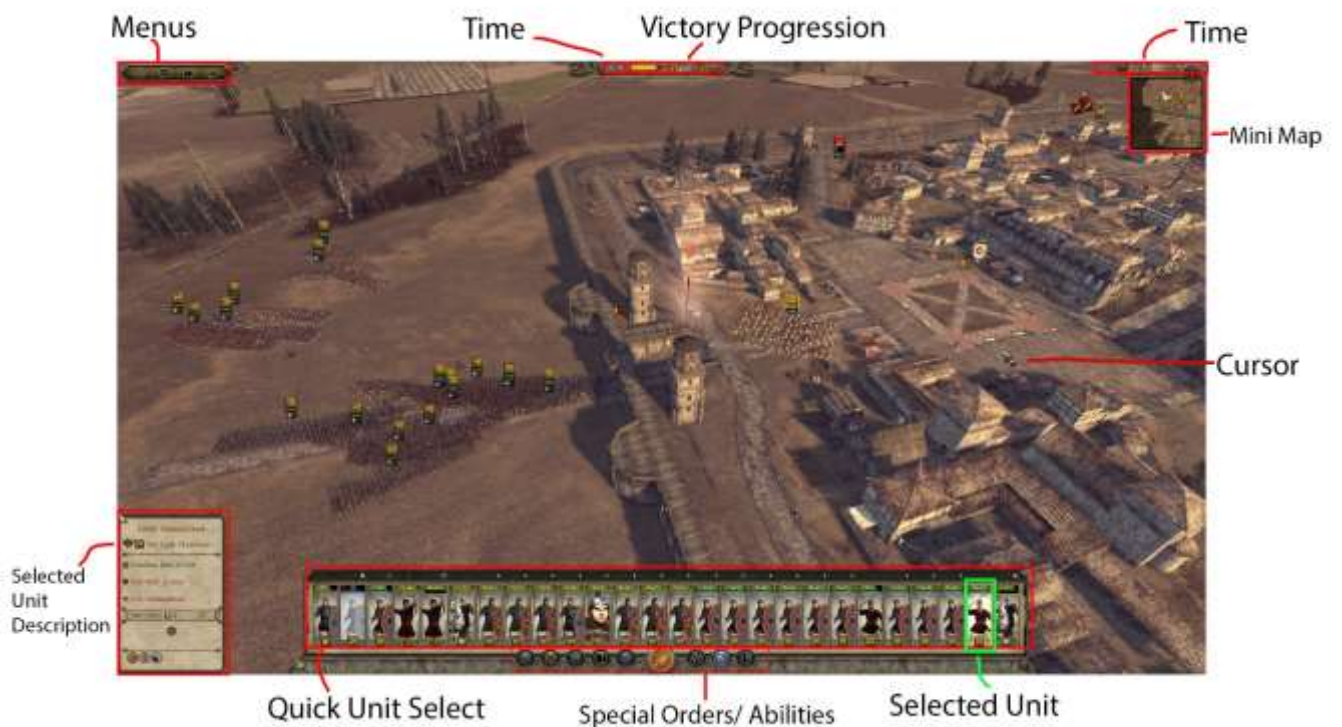 Menus
Time
Victory Progression
Time
Mini Map
Cursor
Selected
Unit
Description
Quick Unit Select
Special Orders/ Abilities
Selected Unit